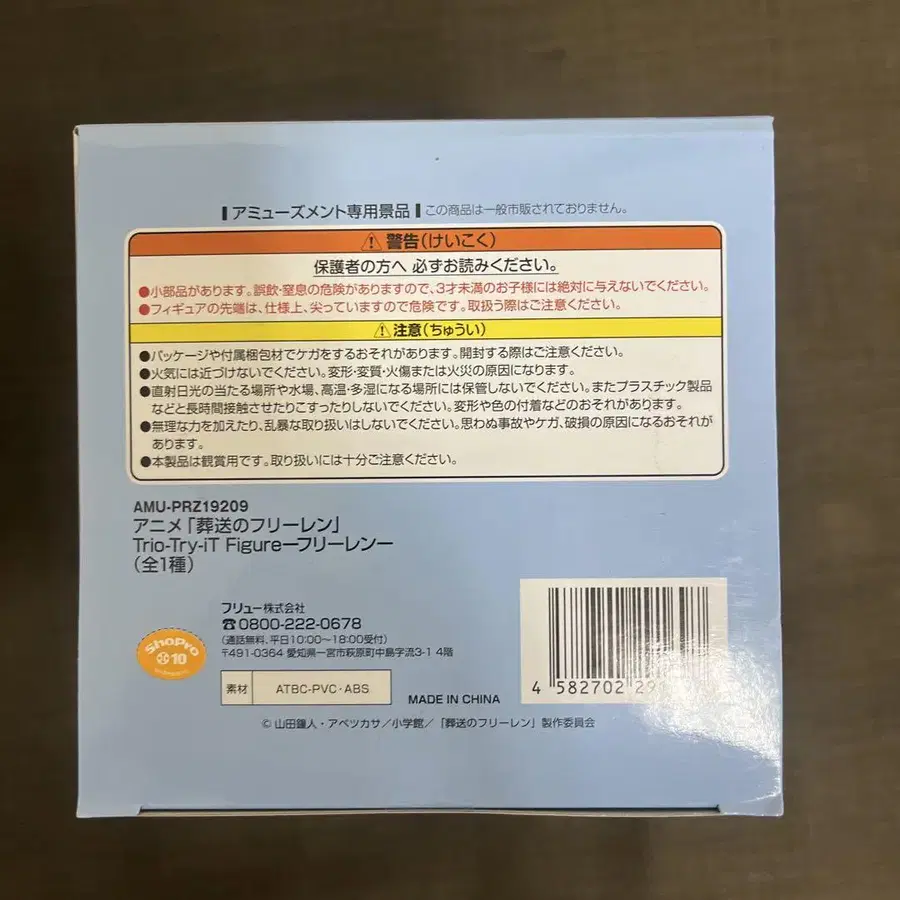 アミューズメント専用景品 この商品は一般市販されておりません。
⚠警告(けいこく)
保護者の方へ 必ずお読みください。
●小部品があります。誤飲・窒息の危険がありますので、3才未満のお子様には絶対に与えないでください。
●フィギュアの先端は、仕様上、尖っていますので危険です。取扱う際はご注意ください。
⚠注意(ちゅうい)
●パッケージや付属梱包材でケガをするおそれがあります。開封する際はご注意ください。
●火気には近づけないでください。変形・変質・火傷または火災の原因になります。
●直射日光の当たる場所や水場、高温・多湿になる場所には保管しないでください。またプラスチック製品
などと長時間接触させたりこすったりしないでください。変形や色の付着などのおそれがあります。
●無理な力を加えたり、乱暴な取り扱いはしないでください。思わぬ事故やケガ、破損の原因になるおそれが
あります。
●本製品は観賞用です。取り扱いには十分ご注意ください。
AMU-PRZ19209
アニメ「葬送のフリーレン」
Trio-Try-iT Figureーフリーレンー
(全1種)
フリュー株式会社
☎0800-222-0678
(通話無料、平日10:00〜18:00受付)
〒491-0364 愛知県一宮市萩原町中島字流3-1 4階
ShoPro
10
素材 ATBC-PVC・ABS
MADE IN CHINA
4 582702 29
© 山田鐘人・アベツカサ/小学館/「葬送のフリーレン」製作委員会